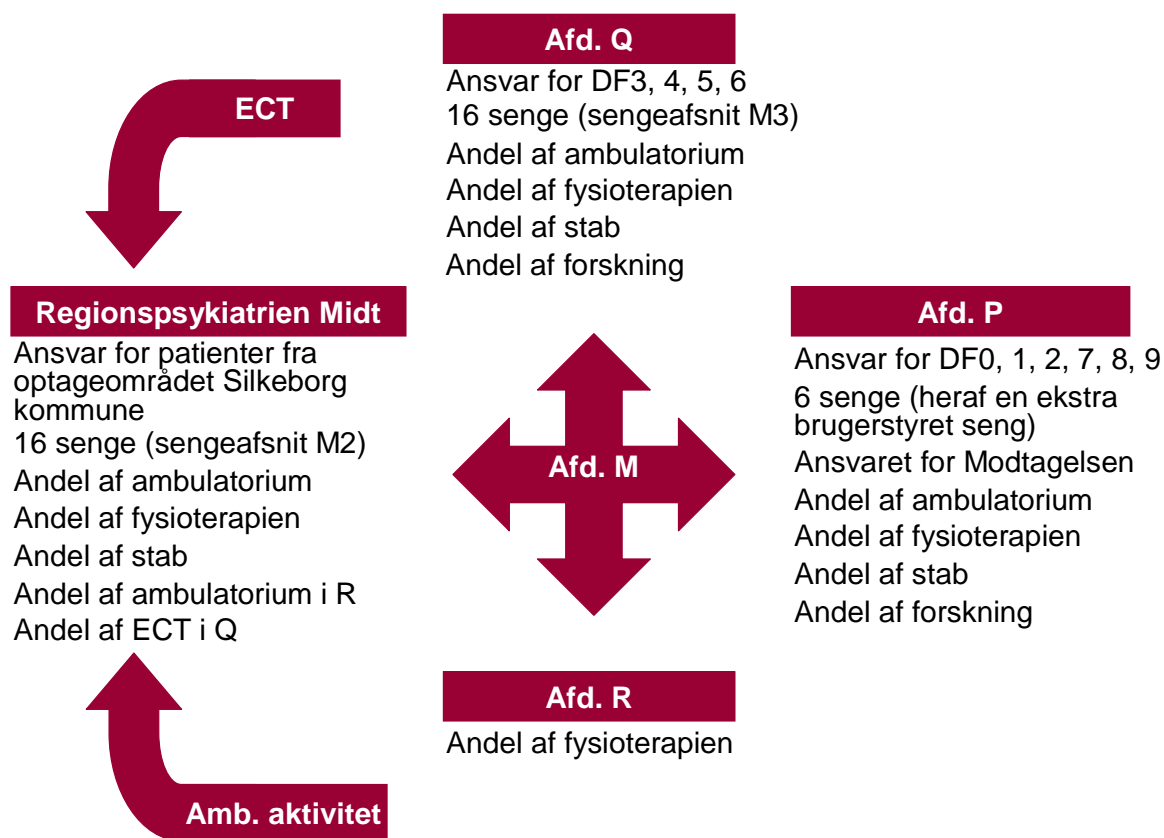 Afd. Q
Ansvar for DF3, 4, 5, 6
16 senge (sengeafsnit M3)
Andel af ambulatorium
Andel af fysioterapien
Andel af stab
Andel af forskning
ECT
Regionspsykiatrien Midt
Ansvar for patienter fra
optageområdet Silkeborg
kommune
16 senge (sengeafsnit M2)
Andel af ambulatorium
Andel af fysioterapien
Andel af stab
Andel af ambulatorium i R
Andel af ECT i Q
Afd. M
Afd. P
Ansvar for DF0, 1, 2, 7, 8, 9
6 senge (heraf en ekstra
brugerstyret seng)
Ansvaret for Modtagelsen
Andel af ambulatorium
Andel af fysioterapien
Andel af stab
Andel af forskning
Afd. R
Andel af fysioterapien
Amb. aktivitet